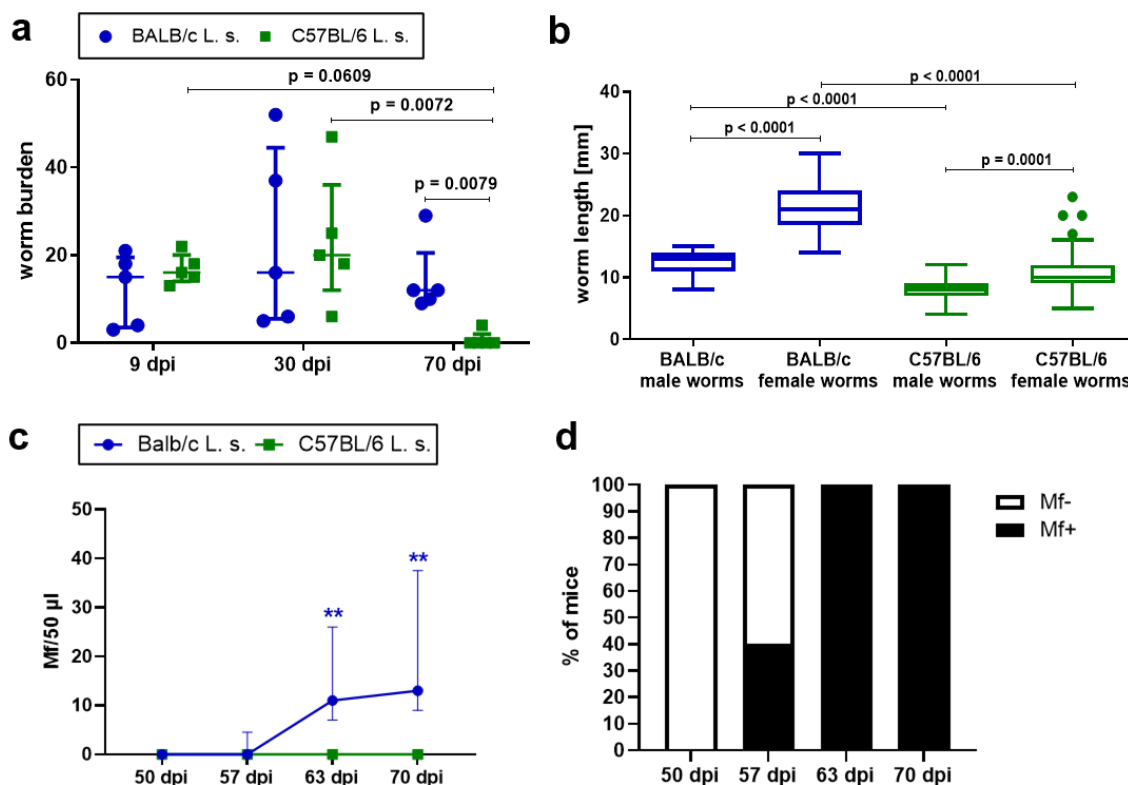 a
BALB/c L. s. C57BL/6 L. s.
p = 0.0609
p = 0.0072
p = 0.0079
worm burden
60
40
20
0
9 dpi 30 dpi 70 dpi
b
p < 0.0001
p < 0.0001
p < 0.0001
p = 0.0001
worm length [mm]
40
30
20
10
0
BALB/c male worms
BALB/c female worms
C57BL/6 male worms
C57BL/6 female worms
c
Balb/c L. s. C57BL/6 L. s.
Mf/50 µl
50
40
30
20
10
0
** **
50 dpi 57 dpi 63 dpi 70 dpi
d
Mf-
Mf+
% of mice
100
90
80
70
60
50
40
30
20
10
0
50 dpi 57 dpi 63 dpi 70 dpi